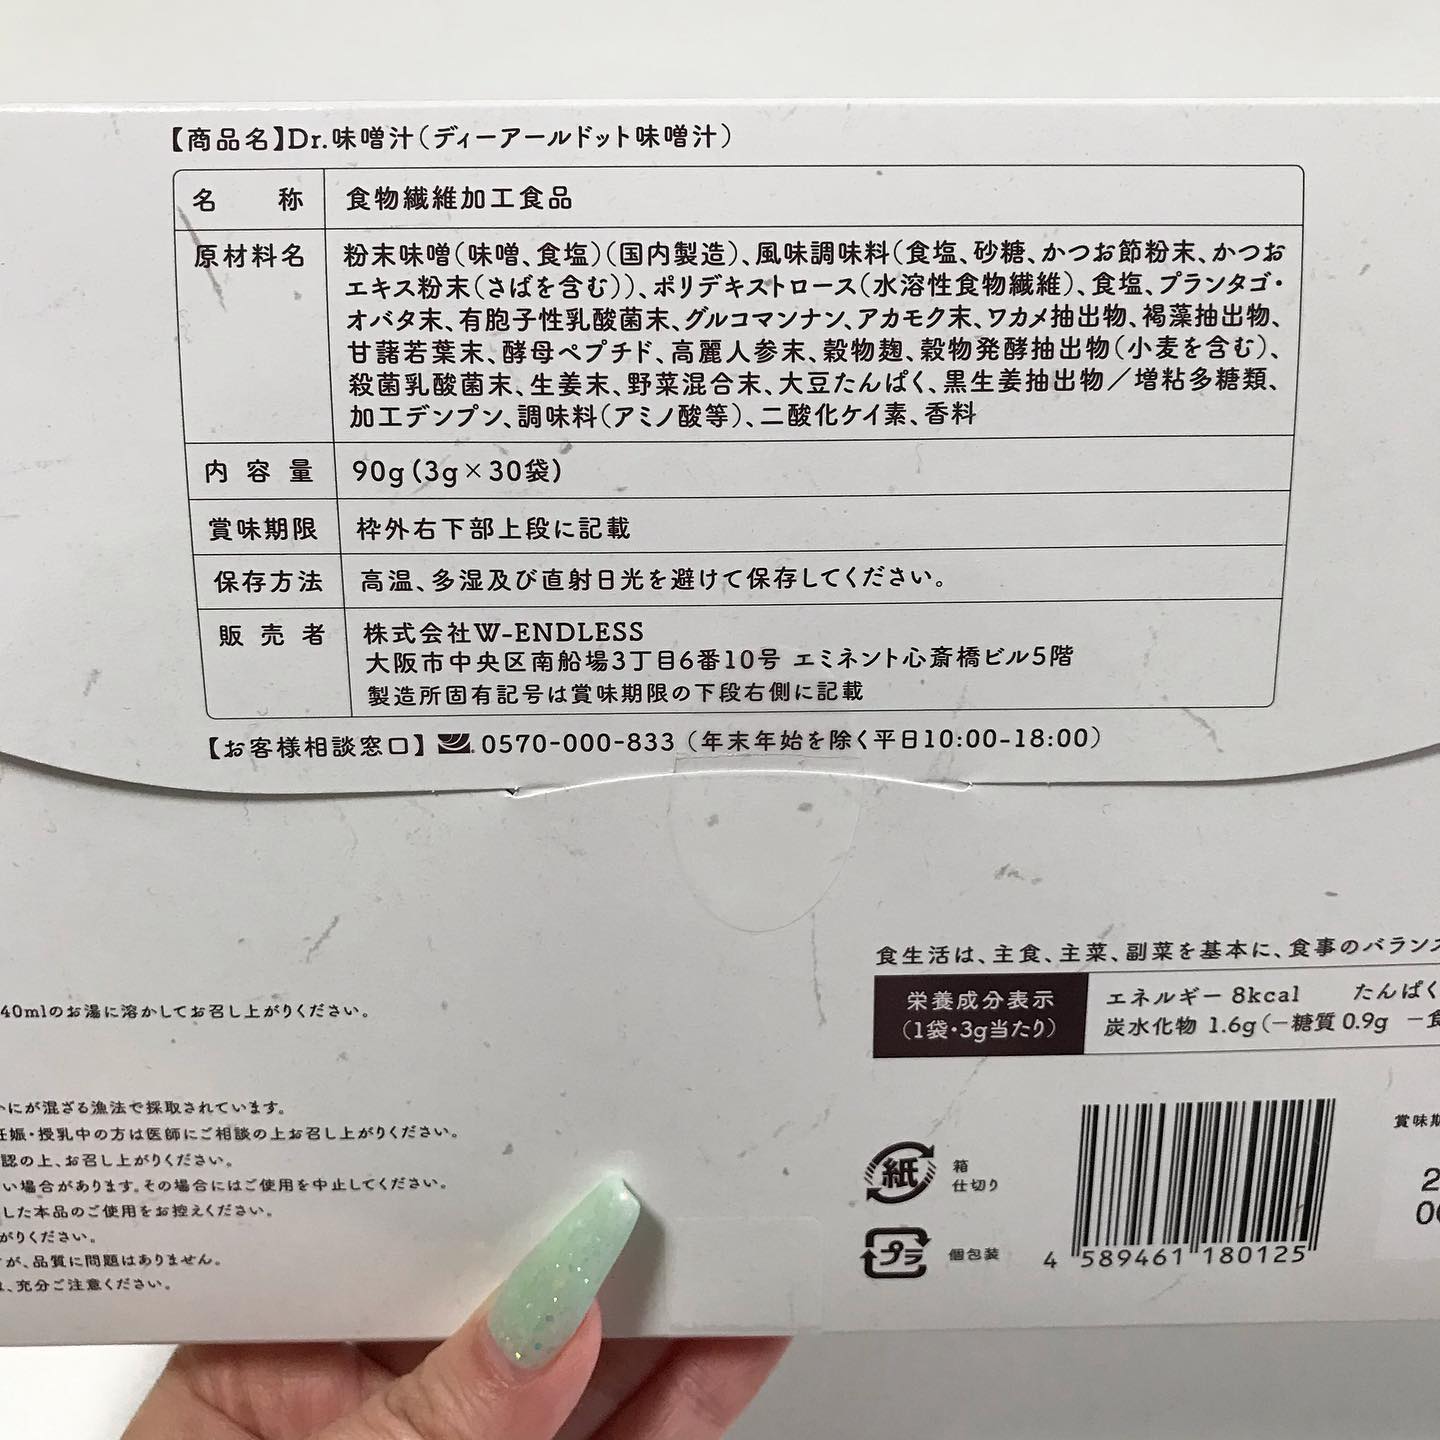 【商品名】Dr.味噌汁(ディーアールドット味噌汁)
名称 食物繊維加工食品
原材料名 粉末味噌(味噌、食塩)(国内製造)、風味調味料(食塩、砂糖、かつお節粉末、かつお
エキス粉末(さばを含む))、ポリデキストロース(水溶性食物繊維)、食塩、プランタゴ・
オバタ末、有胞子性乳酸菌末、グルコマンナン、アカモク末、ワカメ抽出物、褐藻抽出物、
甘藷若葉末、酵母ペプチド、高麗人参末、穀物麹、穀物発酵抽出物(小麦を含む)、
殺菌乳酸菌末、生姜末、野菜混合末、大豆たんぱく、黒生姜抽出物/増粘多糖類、
加工デンプン、調味料(アミノ酸等)、二酸化ケイ素、香料
内容量 90g(3g×30袋)
賞味期限 枠外右下部上段に記載
保存方法 高温、多湿及び直射日光を避けて保存してください。
販売者 株式会社W-ENDLESS
大阪市中央区南船場3丁目6番10号 エミネント心斎橋ビル5階
製造所固有記号は賞味期限の下段右側に記載
【お客様相談窓口】 0570-000-833 (年末年始を除く平日10:00-18:00)
食生活は、主食、主菜、副菜を基本に、食事のバランス
40mlのお湯に溶かしてお召し上がりください。
栄養成分表示
(1袋・3g当たり)
エネルギー 8kcal たんぱく
炭水化物 1.6g(-糖質 0.9g -食
にが混ざる漁法で採取されています。
妊娠・授乳中の方は医師にご相談の上お召し上がりください。
認の上、お召し上がりください。
い場合があります。その場合にはご使用を中止してください。
した本品のご使用をお控えください。
がりください。
が、品質に問題はありません。
、充分ご注意ください。
紙 箱
仕切り
プラ 個包装
4 589461 180125
賞味期
2
00